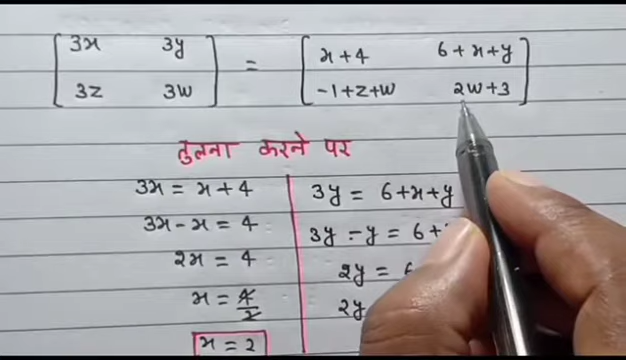 [3x 3y 3z 3w] = [x+4 6+x+y -1+z+w 2w+3]
तुलना करने पर
3x = x+4
3x-x = 4
2x = 4
x = 4/2
x = 2
3y = 6+x+y
3y-y = 6+
2y =
2y